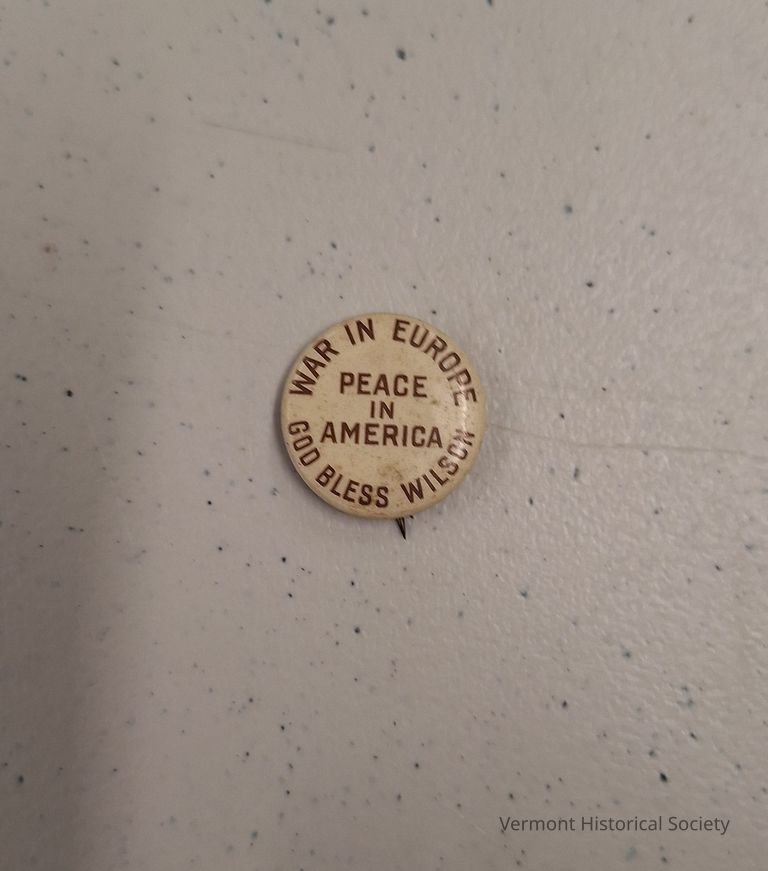 WAR IN EUROPE
PEACE
IN
AMERICA
GOD BLESS WILSON
Vermont Historical Society